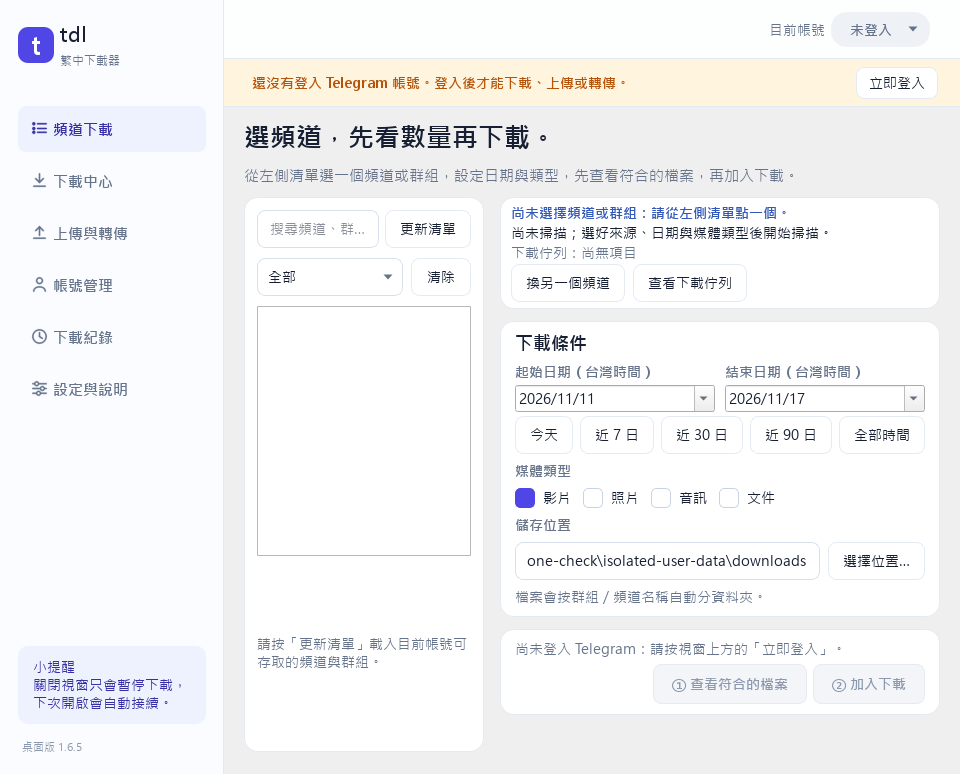 t
tdl
繁中下載器
頻道下載
下載中心
上傳與轉傳
帳號管理
下載紀錄
設定與說明
小提醒
關閉視窗只會暫停下載，
下次開啟會自動接續。
桌面版 1.6.5
目前帳號
未登入
還沒有登入 Telegram 帳號。登入後才能下載、上傳或轉傳。
立即登入
選頻道，先看數量再下載。
從左側清單選一個頻道或群組，設定日期與類型，先查看符合的檔案，再加入下載。
搜尋頻道、群...
更新清單
全部
清除
請按「更新清單」載入目前帳號可
存取的頻道與群組。
尚未選擇頻道或群組：請從左側清單點一個。
尚未掃描；選好來源、日期與媒體類型後開始掃描。
下載佇列：尚無項目
換另一個頻道
查看下載佇列
下載條件
起始日期（台灣時間）
結束日期（台灣時間）
2026/11/11
2026/11/17
今天
近 7 日
近 30 日
近 90 日
全部時間
媒體類型
影片
照片
音訊
文件
儲存位置
one-check\isolated-user-data\downloads
選擇位置...
檔案會按群組 / 頻道名稱自動分資料夾。
尚未登入 Telegram：請按視窗上方的「立即登入」。
① 查看符合的檔案
② 加入下載